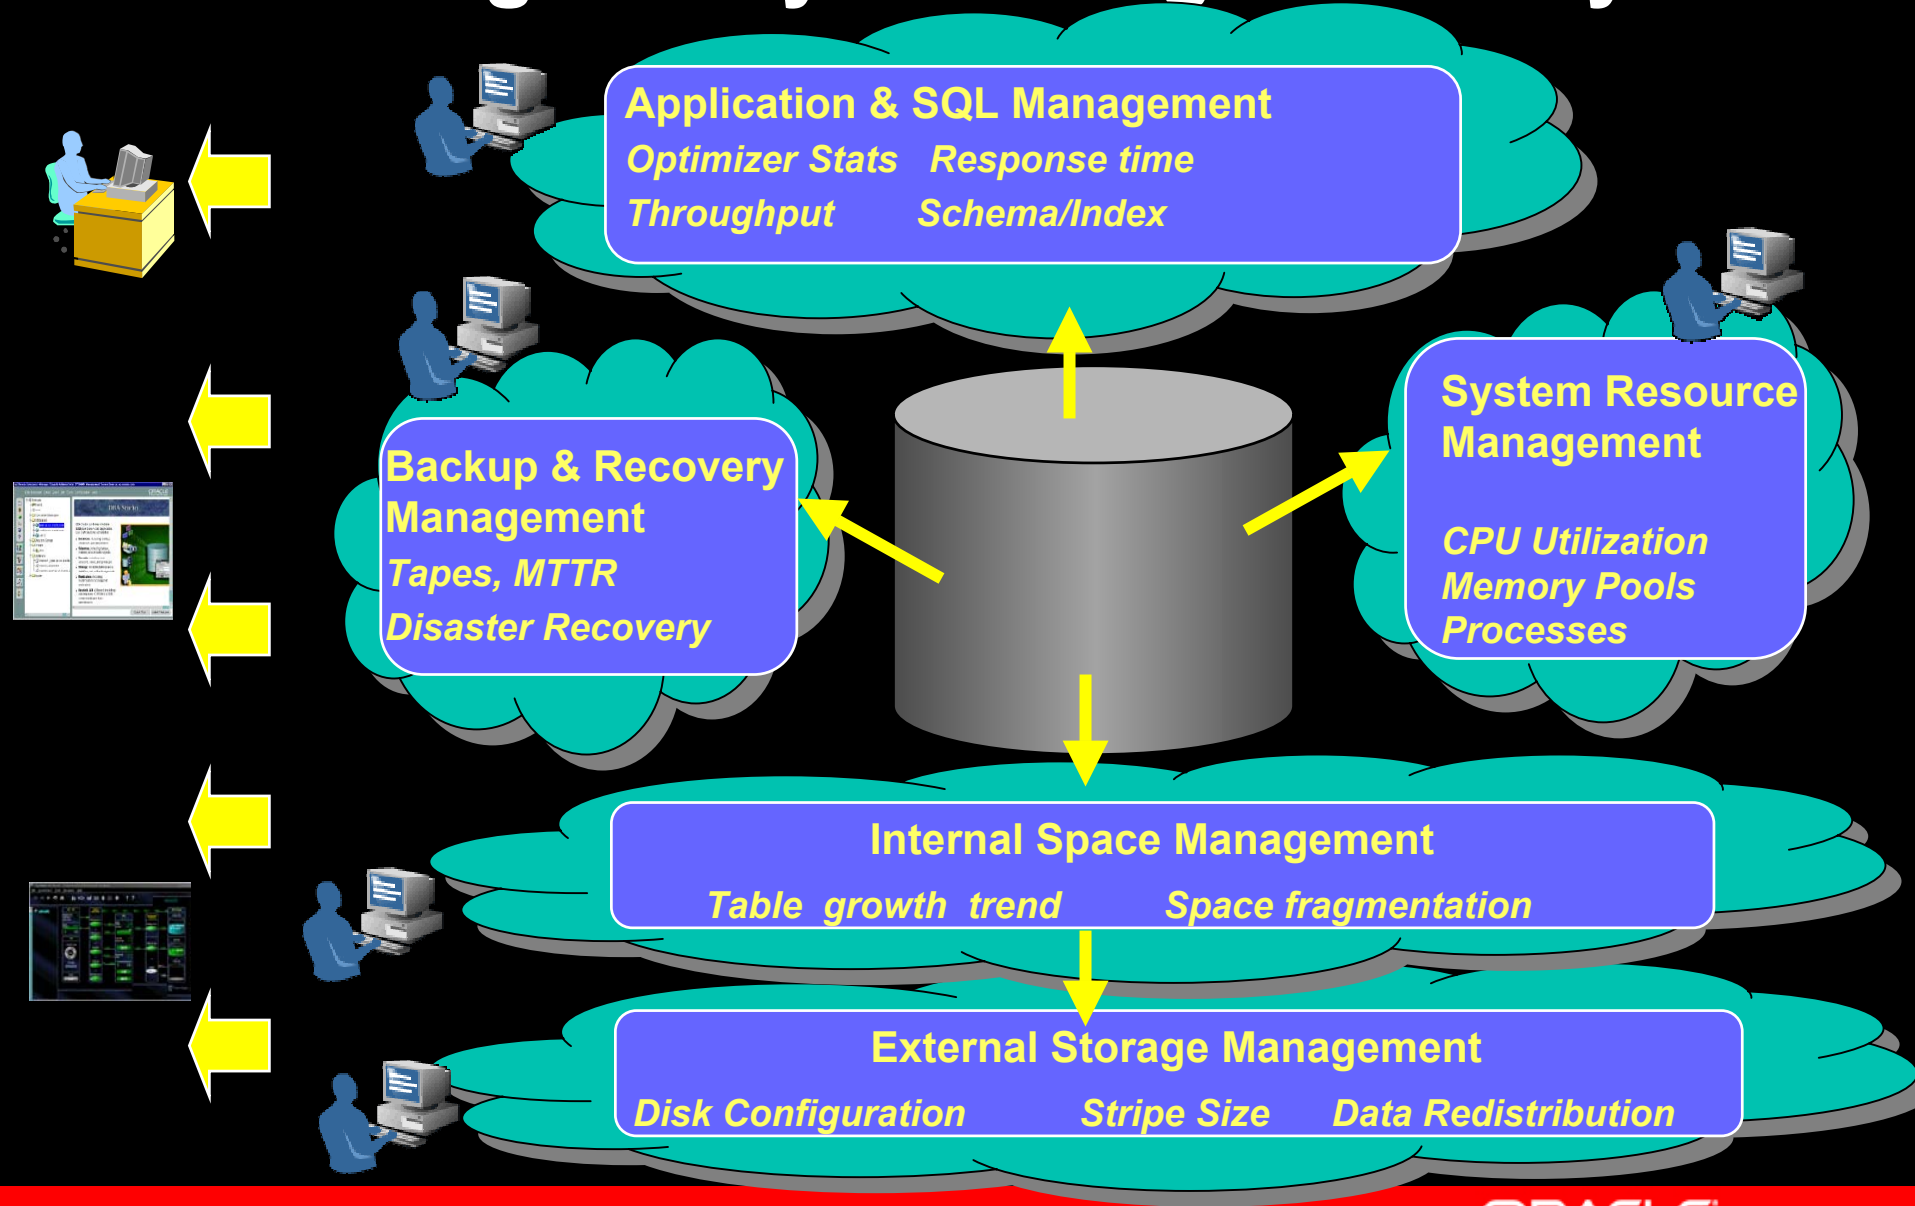 Application & SQL Management
Optimizer Stats Response time
Throughput Schema/Index
System Resource
Management
CPU Utilization
Memory Pools
Processes
Backup & Recovery
Management
Tapes, MTTR
Disaster Recovery
Internal Space Management
Table growth trend Space fragmentation
External Storage Management
Disk Configuration Stripe Size Data Redistribution
ORACLE